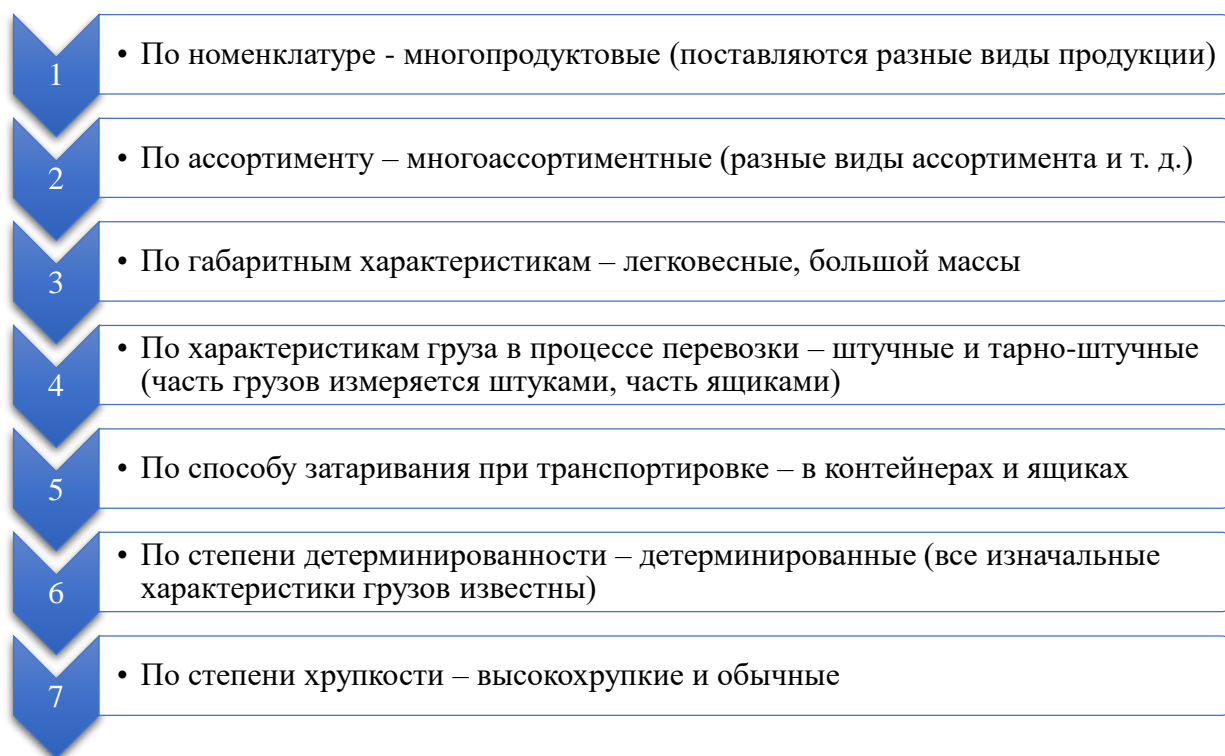 1
• По номенклатуре - многопродуктовые (поставляются разные виды продукции)
2
• По ассортименту – многоассортиментные (разные виды ассортимента и т. д.)
3
• По габаритным характеристикам – легковесные, большой массы
4
• По характеристикам груза в процессе перевозки – штучные и тарно-штучные
(часть грузов измеряется штуками, часть ящиками)
5
• По способу затаривания при транспортировке – в контейнерах и ящиках
6
• По степени детерминированности – детерминированные (все изначальные
характеристики грузов известны)
7
• По степени хрупкости – высокохрупкие и обычные